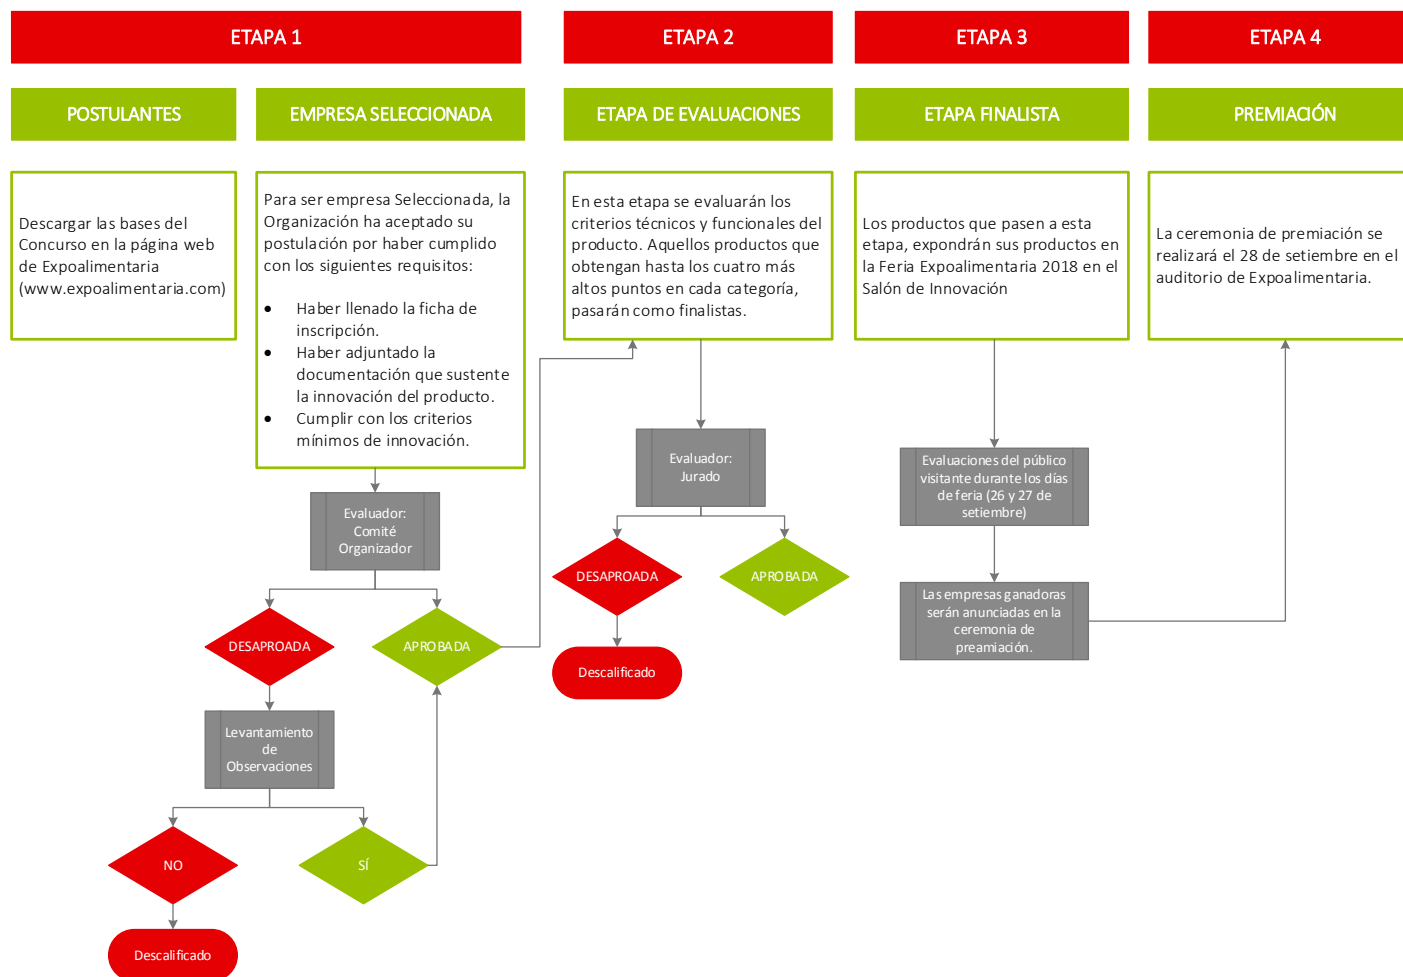 ETAPA 1
ETAPA 2
ETAPA 3
ETAPA 4
POSTULANTES
EMPRESA SELECCIONADA
ETAPA DE EVALUACIONES
ETAPA FINALISTA
PREMIACIÓN
Descargar las bases del
Concurso en la página web
de Expoalimentaria
(www.expoalimentaria.com)
Para ser empresa Seleccionada, la
Organización ha aceptado su
postulación por haber cumplido
con los siguientes requisitos:
• Haber llenado la ficha de
inscripción.
• Haber adjuntado la
documentación que sustente
la innovación del producto.
• Cumplir con los criterios
mínimos de innovación.
Evaluador:
Comité
Organizador
DESAPROADA
APROBADA
Levantamiento
de
Observaciones
NO
SÍ
Descalificado
En esta etapa se evaluarán los
criterios técnicos y funcionales del
producto. Aquellos productos que
obtengan hasta los cuatro más
altos puntos en cada categoría,
pasarán como finalistas.
Evaluador:
Jurado
DESAPROADA
APROBADA
Descalificado
Los productos que pasen a esta
etapa, expondrán sus productos en
la Feria Expoalimentaria 2018 en el
Salón de Innovación
Evaluaciones del público
visitante durante los días
de feria (26 y 27 de
setiembre)
Las empresas ganadoras
serán anunciadas en la
ceremonia de
preamiación.
La ceremonia de premiación se
realizará el 28 de setiembre en el
auditorio de Expoalimentaria.